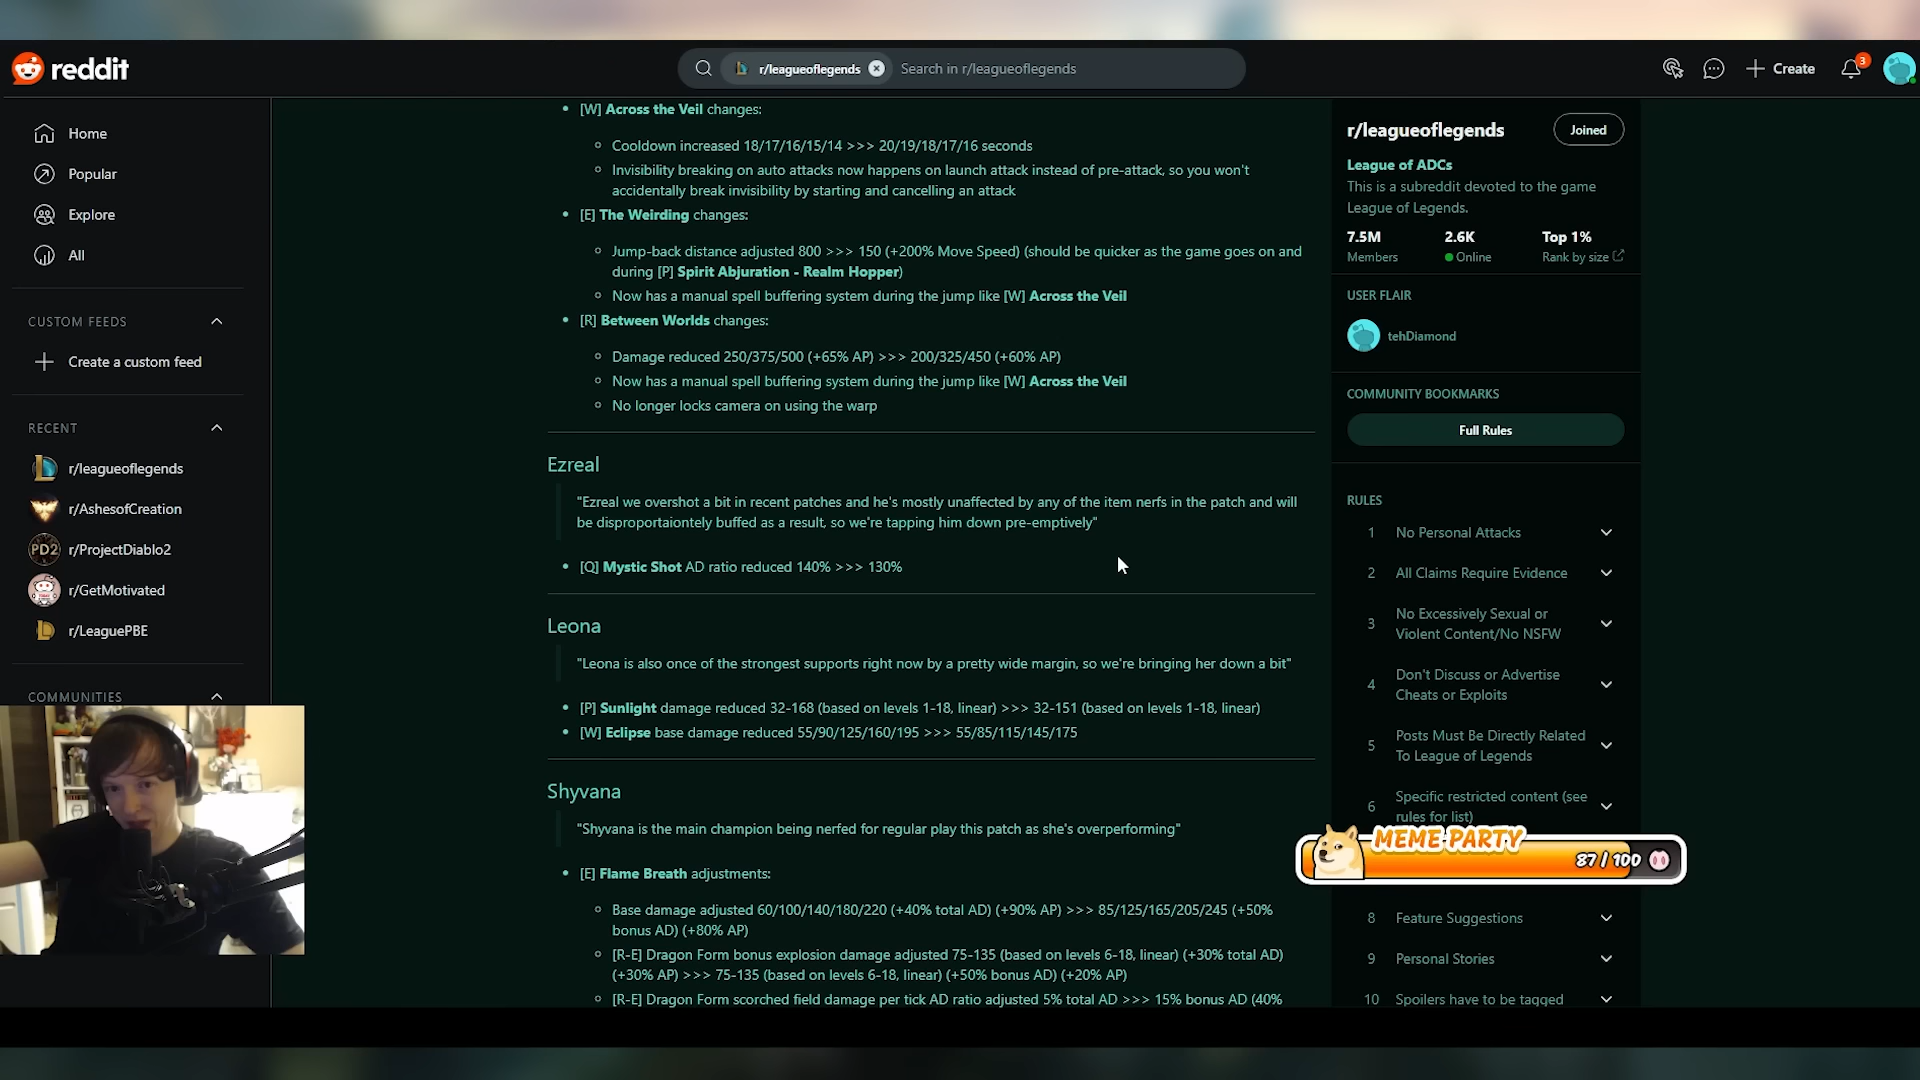 reddit
r/leagueoflegends
Search in r/leagueoflegends
Create
3
Home
Popular
Explore
All
CUSTOM FEEDS
Create a custom feed
RECENT
r/leagueoflegends
r/AshesofCreation
PD2 r/ProjectDiablo2
r/GetMotivated
r/LeaguePBE
COMMUNITIES
[W] Across the Veil changes:
Cooldown increased 18/17/16/15/14 >>> 20/19/18/17/16 seconds
Invisibility breaking on auto attacks now happens on launch attack instead of pre-attack, so you won't
accidentally break invisibility by starting and cancelling an attack
[E] The Weirding changes:
Jump-back distance adjusted 800 >>> 150 (+200% Move Speed) (should be quicker as the game goes on and
during [P] Spirit Abjuration - Realm Hopper)
Now has a manual spell buffering system during the jump like [W] Across the Veil
[R] Between Worlds changes:
Damage reduced 250/375/500 (+65% AP) >>> 200/325/450 (+60% AP)
Now has a manual spell buffering system during the jump like [W] Across the Veil
No longer locks camera on using the warp
Ezreal
"Ezreal we overshot a bit in recent patches and he's mostly unaffected by any of the item nerfs in the patch and will
be disproportaiontely buffed as a result, so we're tapping him down pre-emptively"
[Q] Mystic Shot AD ratio reduced 140% >>> 130%
Leona
"Leona is also once of the strongest supports right now by a pretty wide margin, so we're bringing her down a bit"
[P] Sunlight damage reduced 32-168 (based on levels 1-18, linear) >>> 32-151 (based on levels 1-18, linear)
[W] Eclipse base damage reduced 55/90/125/160/195 >>> 55/85/115/145/175
Shyvana
"Shyvana is the main champion being nerfed for regular play this patch as she's overperforming"
[E] Flame Breath adjustments:
Base damage adjusted 60/100/140/180/220 (+40% total AD) (+90% AP) >>> 85/125/165/205/245 (+50%
bonus AD) (+80% AP)
[R-E] Dragon Form bonus explosion damage adjusted 75-135 (based on levels 6-18, linear) (+30% total AD)
(+30% AP) >>> 75-135 (based on levels 6-18, linear) (+50% bonus AD) (+20% AP)
[R-E] Dragon Form scorched field damage per tick AD ratio adjusted 5% total AD >>> 15% bonus AD (40%
r/leagueoflegends
Joined
League of ADCs
This is a subreddit devoted to the game
League of Legends.
7.5M 2.6K Top 1%
Members Online Rank by size
USER FLAIR
tehDiamond
COMMUNITY BOOKMARKS
Full Rules
RULES
1 No Personal Attacks
2 All Claims Require Evidence
3 No Excessively Sexual or
Violent Content/No NSFW
4 Don't Discuss or Advertise
Cheats or Exploits
5 Posts Must Be Directly Related
To League of Legends
6 Specific restricted content (see
rules for list)
MEME PARTY
87 / 100
8 Feature Suggestions
9 Personal Stories
10 Spoilers have to be tagged